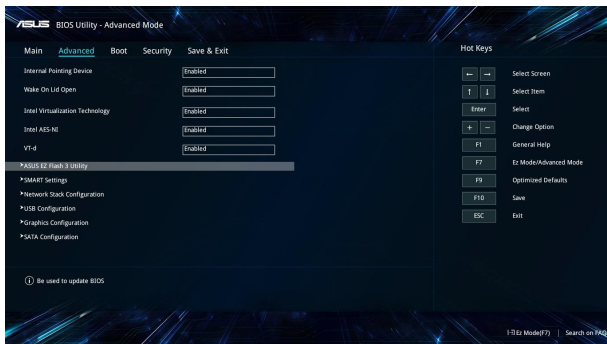 ASUS BIOS Utility - Advanced Mode
Main Advanced Boot Security Save & Exit
Internal Pointing Device Enabled
Wake On Lid Open Enabled
Intel Virtualization Technology Enabled
Intel AES-NI Enabled
VT-d Enabled
>ASUS EZ Flash 3 Utility
>SMART Settings
>Network Stack Configuration
>USB Configuration
>Graphics Configuration
>SATA Configuration
i Be used to update BIOS
Hot Keys
← → Select Screen
↑ ↓ Select Item
Enter Select
+ − Change Option
F1 General Help
F7 Ez Mode/Advanced Mode
F9 Optimized Defaults
F10 Save
ESC Exit
Ez Mode(F7) | Search on FAQ